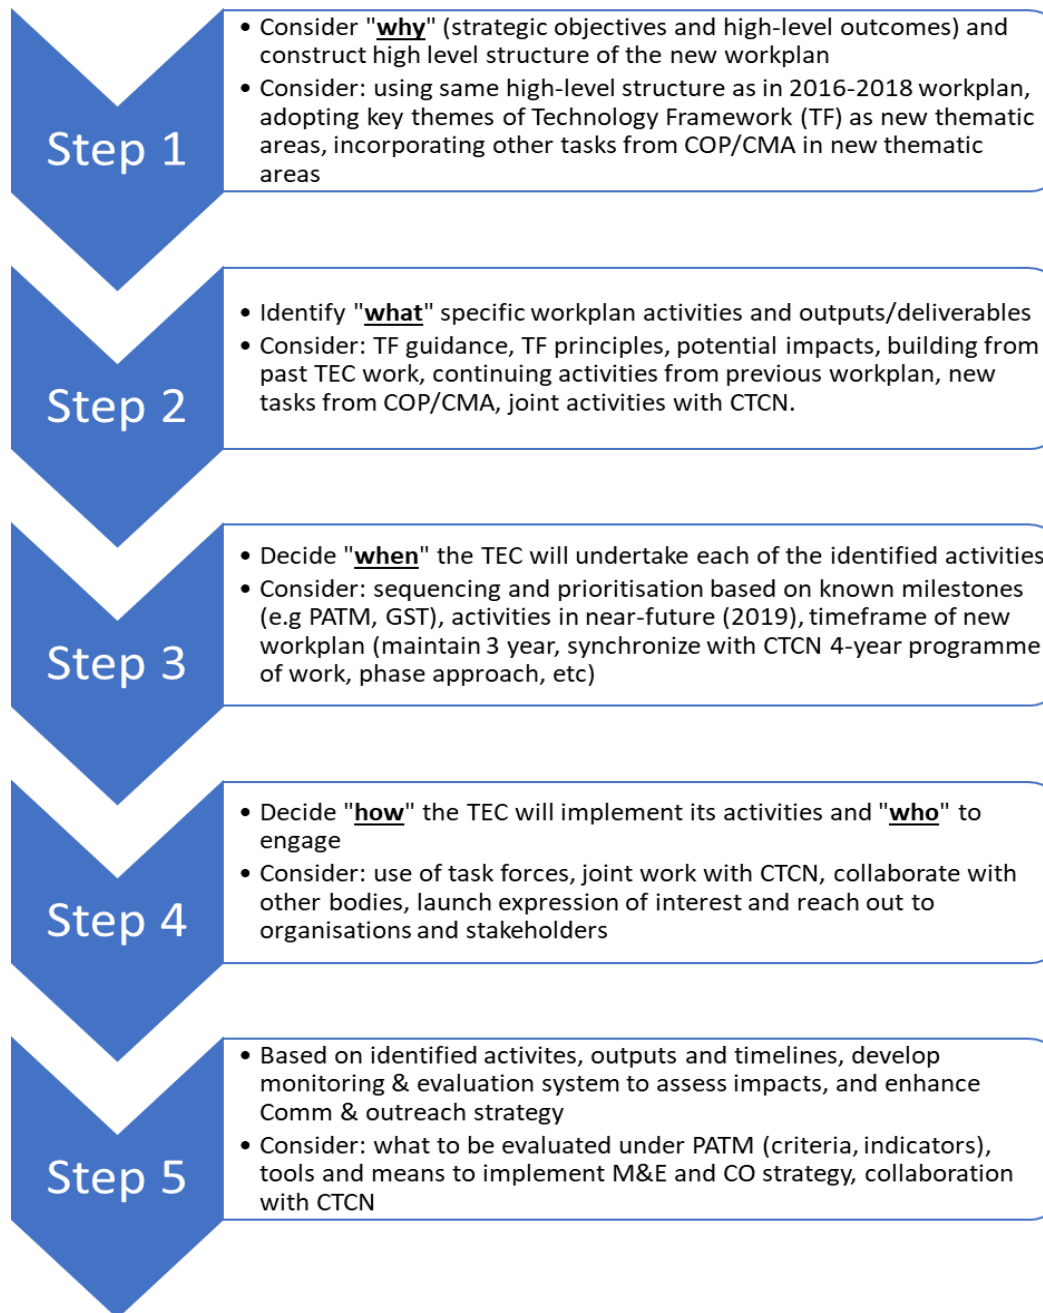 Step 1
• Consider "why" (strategic objectives and high-level outcomes) and
construct high level structure of the new workplan
• Consider: using same high-level structure as in 2016-2018 workplan,
adopting key themes of Technology Framework (TF) as new thematic
areas, incorporating other tasks from COP/CMA in new thematic
areas
Step 2
• Identify "what" specific workplan activities and outputs/deliverables
• Consider: TF guidance, TF principles, potential impacts, building from
past TEC work, continuing activities from previous workplan, new
tasks from COP/CMA, joint activities with CTCN.
Step 3
• Decide "when" the TEC will undertake each of the identified activities
• Consider: sequencing and prioritisation based on known milestones
(e.g PATM, GST), activities in near-future (2019), timeframe of new
workplan (maintain 3 year, synchronize with CTCN 4-year programme
of work, phase approach, etc)
Step 4
• Decide "how" the TEC will implement its activities and "who" to
engage
• Consider: use of task forces, joint work with CTCN, collaborate with
other bodies, launch expression of interest and reach out to
organisations and stakeholders
Step 5
• Based on identified activites, outputs and timelines, develop
monitoring & evaluation system to assess impacts, and enhance
Comm & outreach strategy
• Consider: what to be evaluated under PATM (criteria, indicators),
tools and means to implement M&E and CO strategy, collaboration
with CTCN